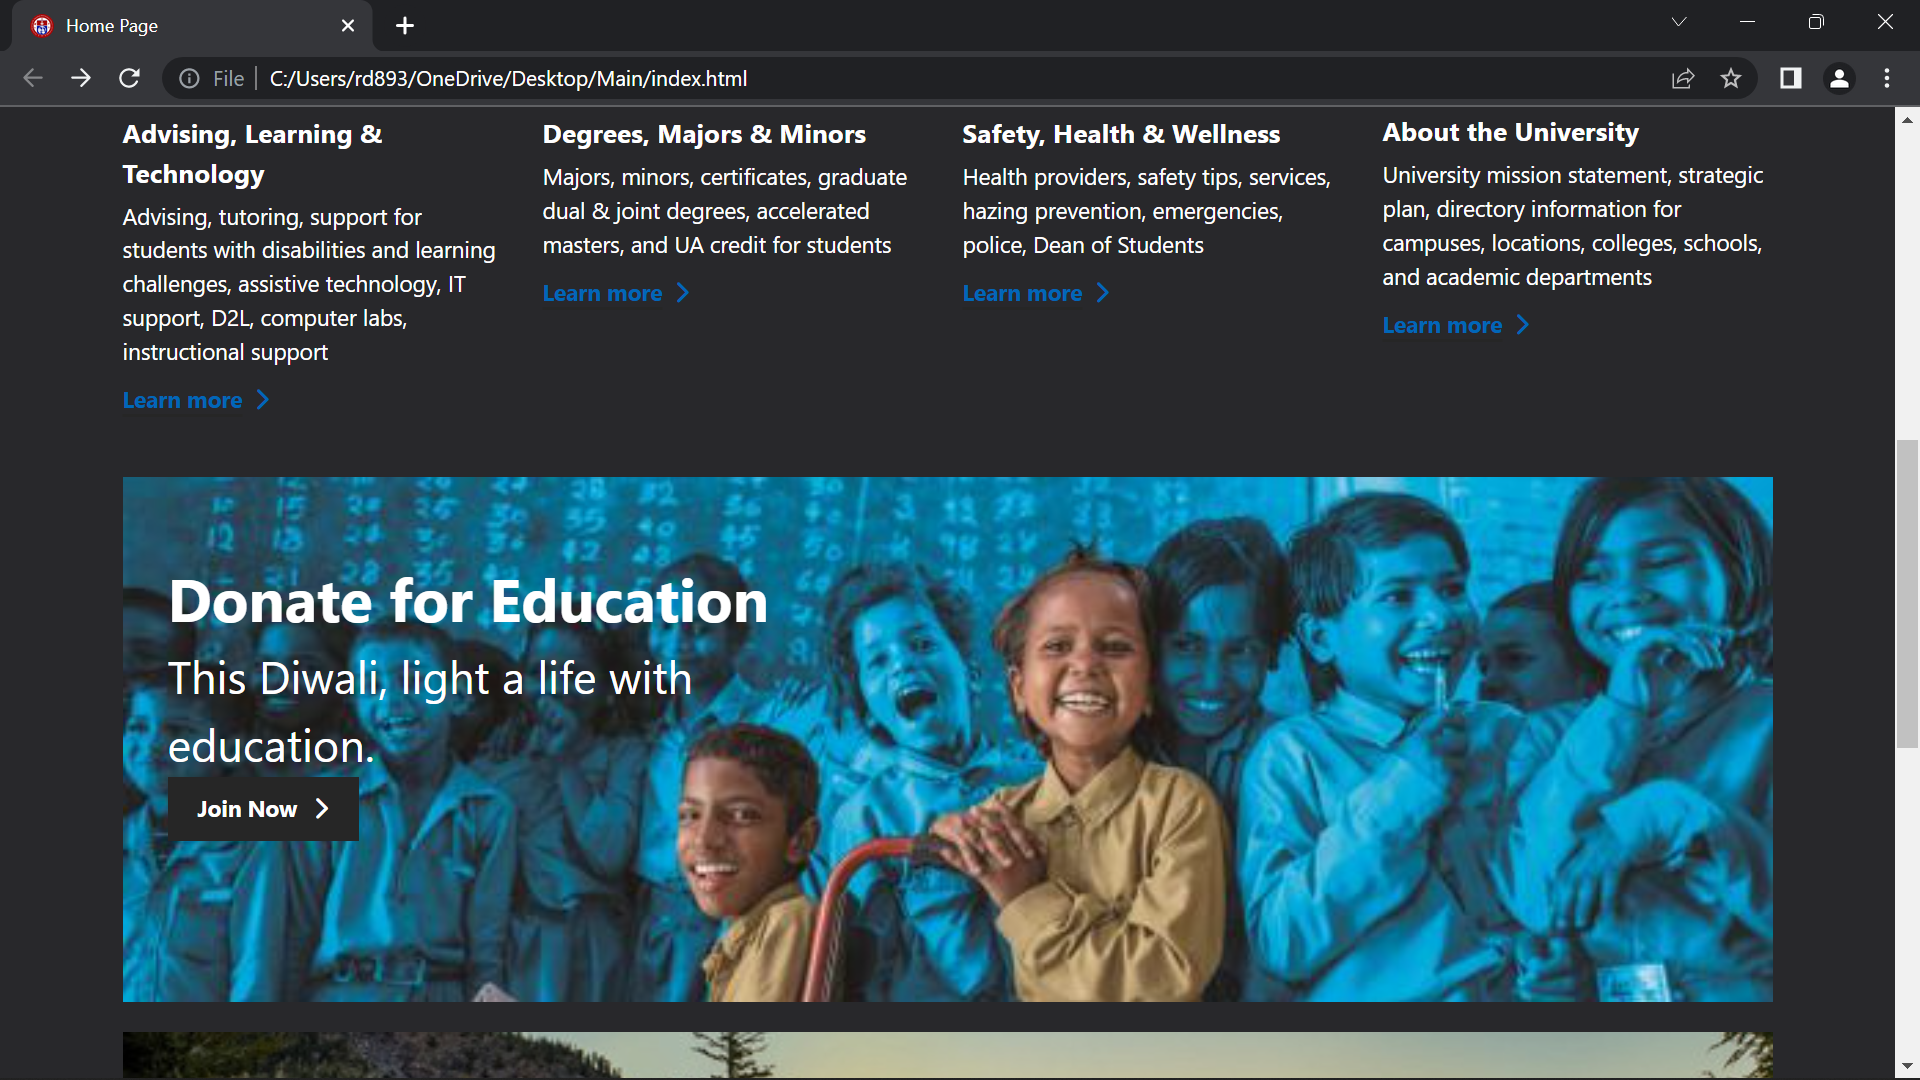 Home Page
File
C:/Users/rd893/OneDrive/Desktop/Main/index.html
Advising, Learning &
Technology
Advising, tutoring, support for
students with disabilities and learning
challenges, assistive technology, IT
support, D2L, computer labs,
instructional support
Learn more
Degrees, Majors & Minors
Majors, minors, certificates, graduate
dual & joint degrees, accelerated
masters, and UA credit for students
Learn more
Safety, Health & Wellness
Health providers, safety tips, services,
hazing prevention, emergencies,
police, Dean of Students
Learn more
About the University
University mission statement, strategic
plan, directory information for
campuses, locations, colleges, schools,
and academic departments
Learn more
Donate for Education
This Diwali, light a life with
education.
Join Now